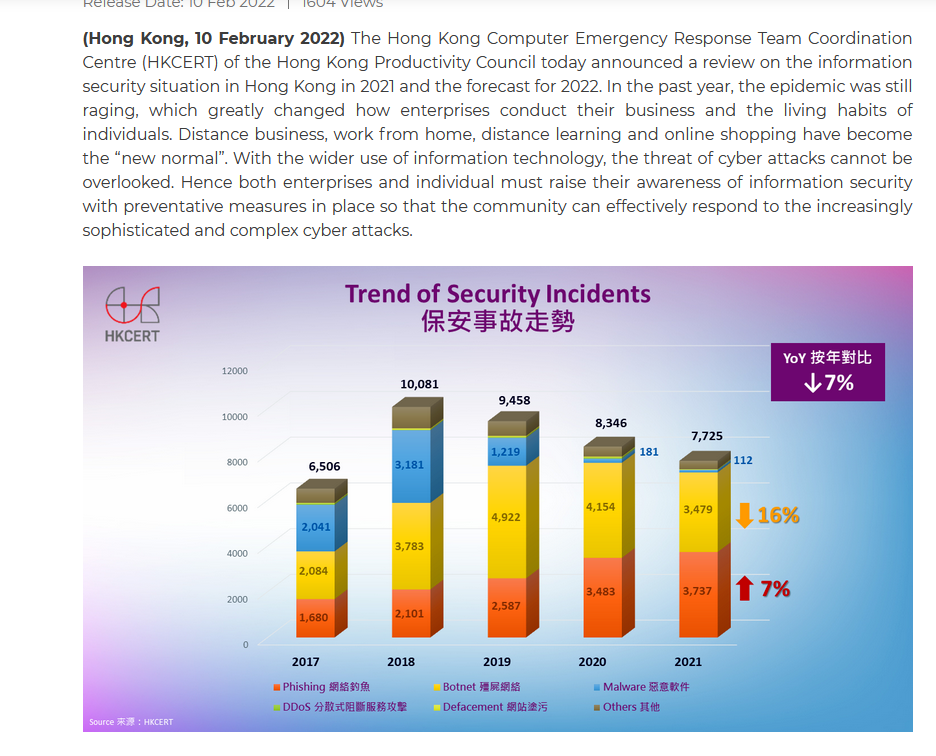 Release Date: 10 Feb 2022 | 1604 Views
(Hong Kong, 10 February 2022) The Hong Kong Computer Emergency Response Team Coordination
Centre (HKCERT) of the Hong Kong Productivity Council today announced a review on the information
security situation in Hong Kong in 2021 and the forecast for 2022. In the past year, the epidemic was still
raging, which greatly changed how enterprises conduct their business and the living habits of
individuals. Distance business, work from home, distance learning and online shopping have become
the “new normal”. With the wider use of information technology, the threat of cyber attacks cannot be
overlooked. Hence both enterprises and individual must raise their awareness of information security
with preventative measures in place so that the community can effectively respond to the increasingly
sophisticated and complex cyber attacks.
HKCERT
Trend of Security Incidents
保安事故走勢
YoY 按年對比
↓7%
12000
10000
8000
6000
4000
2000
0
6,506
2,041
2,084
1,680
10,081
3,181
3,783
2,101
9,458
1,219
4,922
2,587
8,346
181
4,154
3,483
7,725
112
3,479
3,737
16%
7%
2017 2018 2019 2020 2021
Phishing 網絡釣魚 Botnet 殭屍網絡 Malware 惡意軟件
DDoS 分散式阻斷服務攻擊 Defacement 網站塗污 Others 其他
Source 來源：HKCERT